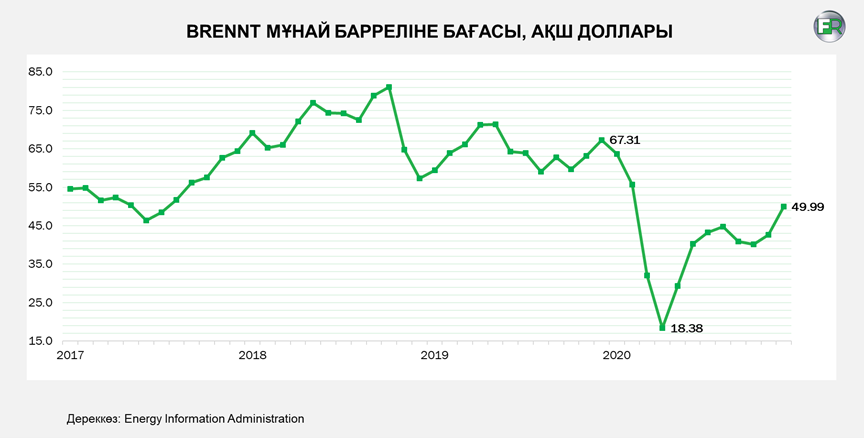 BRENNT МҰНАЙ БАРРЕЛІНЕ БАҒАСЫ, АҚШ ДОЛЛАРЫ
FR
85.0
75.0
65.0
55.0
45.0
35.0
25.0
15.0
67.31
49.99
18.38
2017 2018 2019 2020
Дереккөз: Energy Information Administration